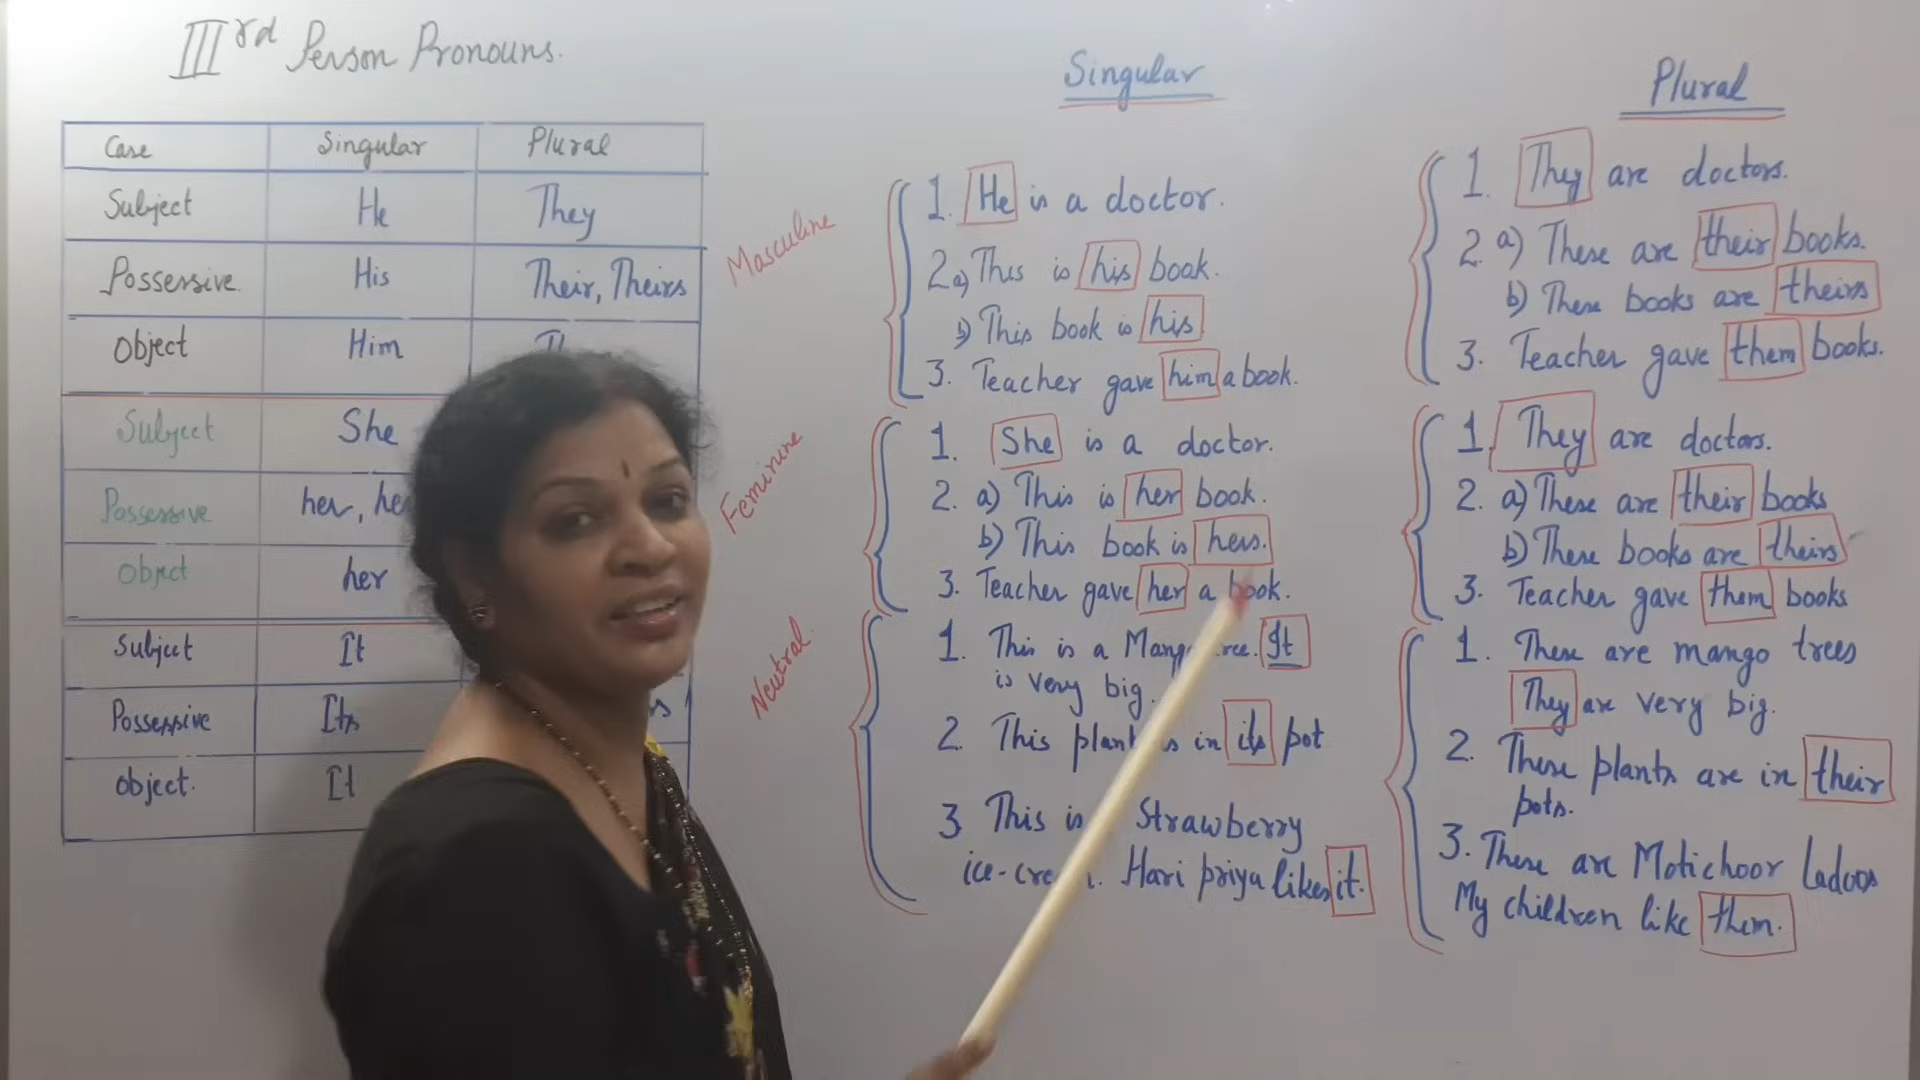 IIIrd Person Pronouns.
Case Singular Plural
Subject He They
Possessive. His Their, Theirs
Object Him
Subject She
Possessive her,
Object her
Subject It
Possessive Its
Object. It
Masculine
Feminine
Neutral
Singular
1. He is a doctor.
2a) This is his book.
b) This book is his
3. Teacher gave him a book.
1. She is a doctor.
2. a) This is her book.
b) This book is hers.
3. Teacher gave her a book.
1. This is a It
is very big.
2. This is in its pot
3 This is Strawberry
Hari priya likes it.
Plural
1. They are doctors.
2. a) These are their books.
b) These books are theirs
3. Teacher gave them books.
1. They are doctors.
2. a) These are their books
b) These books are theirs
3. Teacher gave them books
1. These are mango trees
They are very big.
2. These plants are in their
pots.
3. These are Motichoor Ladoos
My children like them.